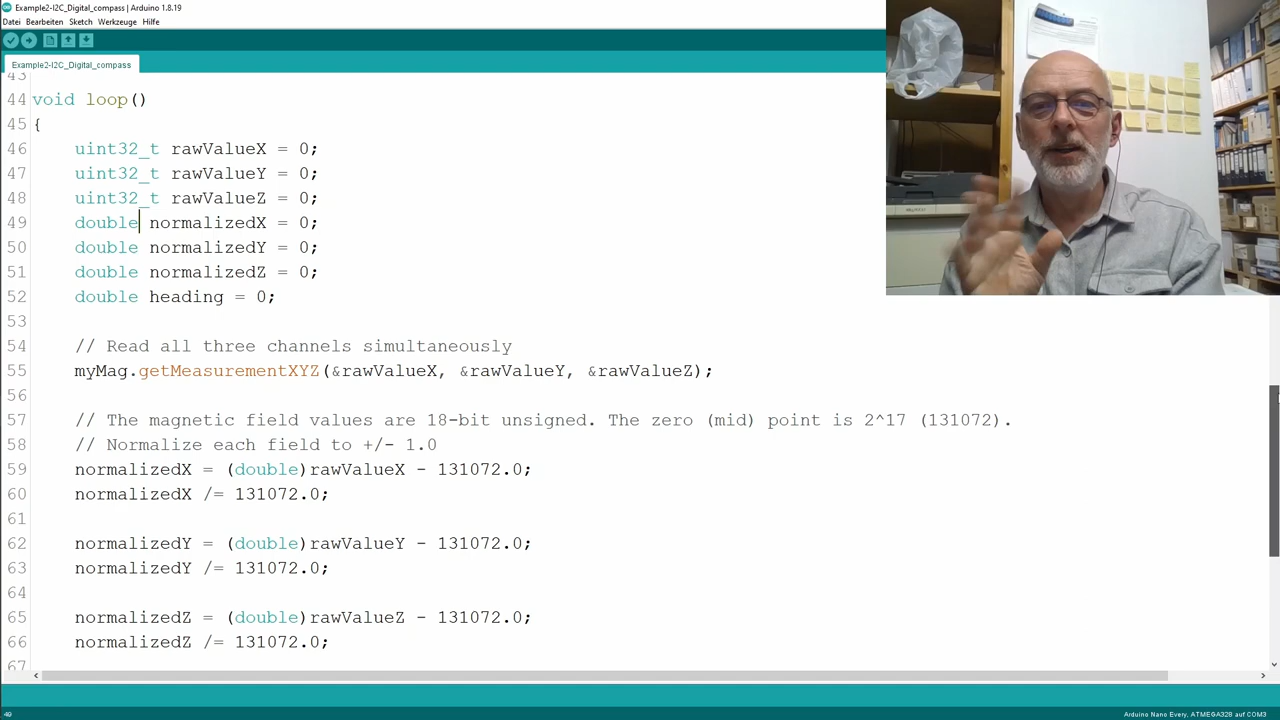 Example2-I2C_Digital_compass | Arduino 1.8.19
Datei Bearbeiten Sketch Werkzeuge Hilfe
Example2-I2C_Digital_compass
43
44 void loop()
45 {
46 uint32_t rawValueX = 0;
47 uint32_t rawValueY = 0;
48 uint32_t rawValueZ = 0;
49 double normalizedX = 0;
50 double normalizedY = 0;
51 double normalizedZ = 0;
52 double heading = 0;
53
54 // Read all three channels simultaneously
55 myMag.getMeasurementXYZ(&rawValueX, &rawValueY, &rawValueZ);
56
57 // The magnetic field values are 18-bit unsigned. The zero (mid) point is 2^17 (131072).
58 // Normalize each field to +/- 1.0
59 normalizedX = (double)rawValueX - 131072.0;
60 normalizedX /= 131072.0;
61
62 normalizedY = (double)rawValueY - 131072.0;
63 normalizedY /= 131072.0;
64
65 normalizedZ = (double)rawValueZ - 131072.0;
66 normalizedZ /= 131072.0;
67
Arduino Nano Every, ATMEGA328 auf COM3